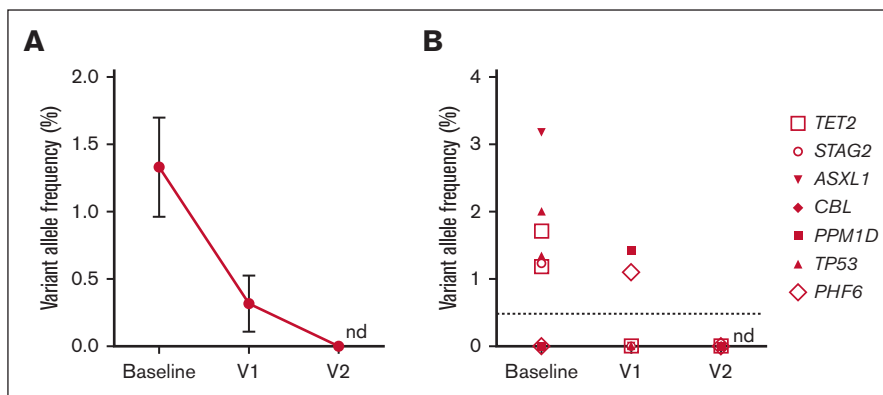 A
Variant allele frequency (%)
2.0
1.5
1.0
0.5
0.0
nd
Baseline V1 V2
B
Variant allele frequency (%)
4
3
2
1
0
nd
Baseline V1 V2
TET2
STAG2
ASXL1
CBL
PPM1D
TP53
PHF6